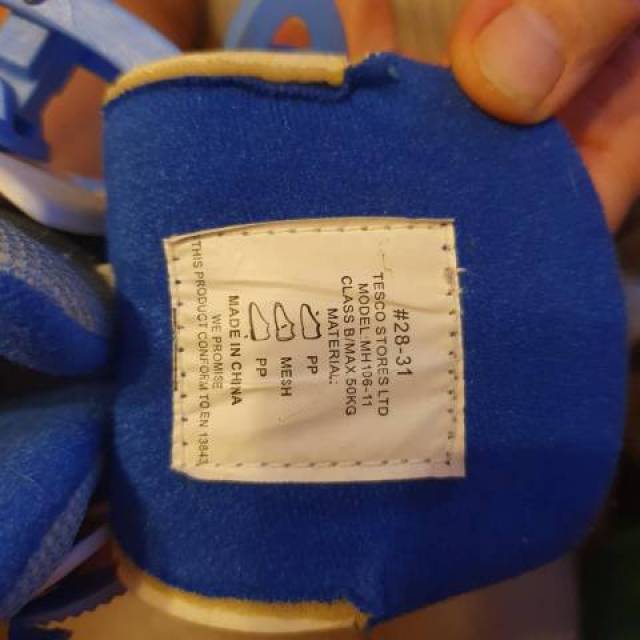 #28-31
TESCO STORES LTD
MODEL:MH106-11
CLASS B/MAX 50KG
MATERIAL:
PP
MESH
PP
MADE IN CHINA
WE PROMISE
THIS PRODUCT CONFORM TO EN 13843